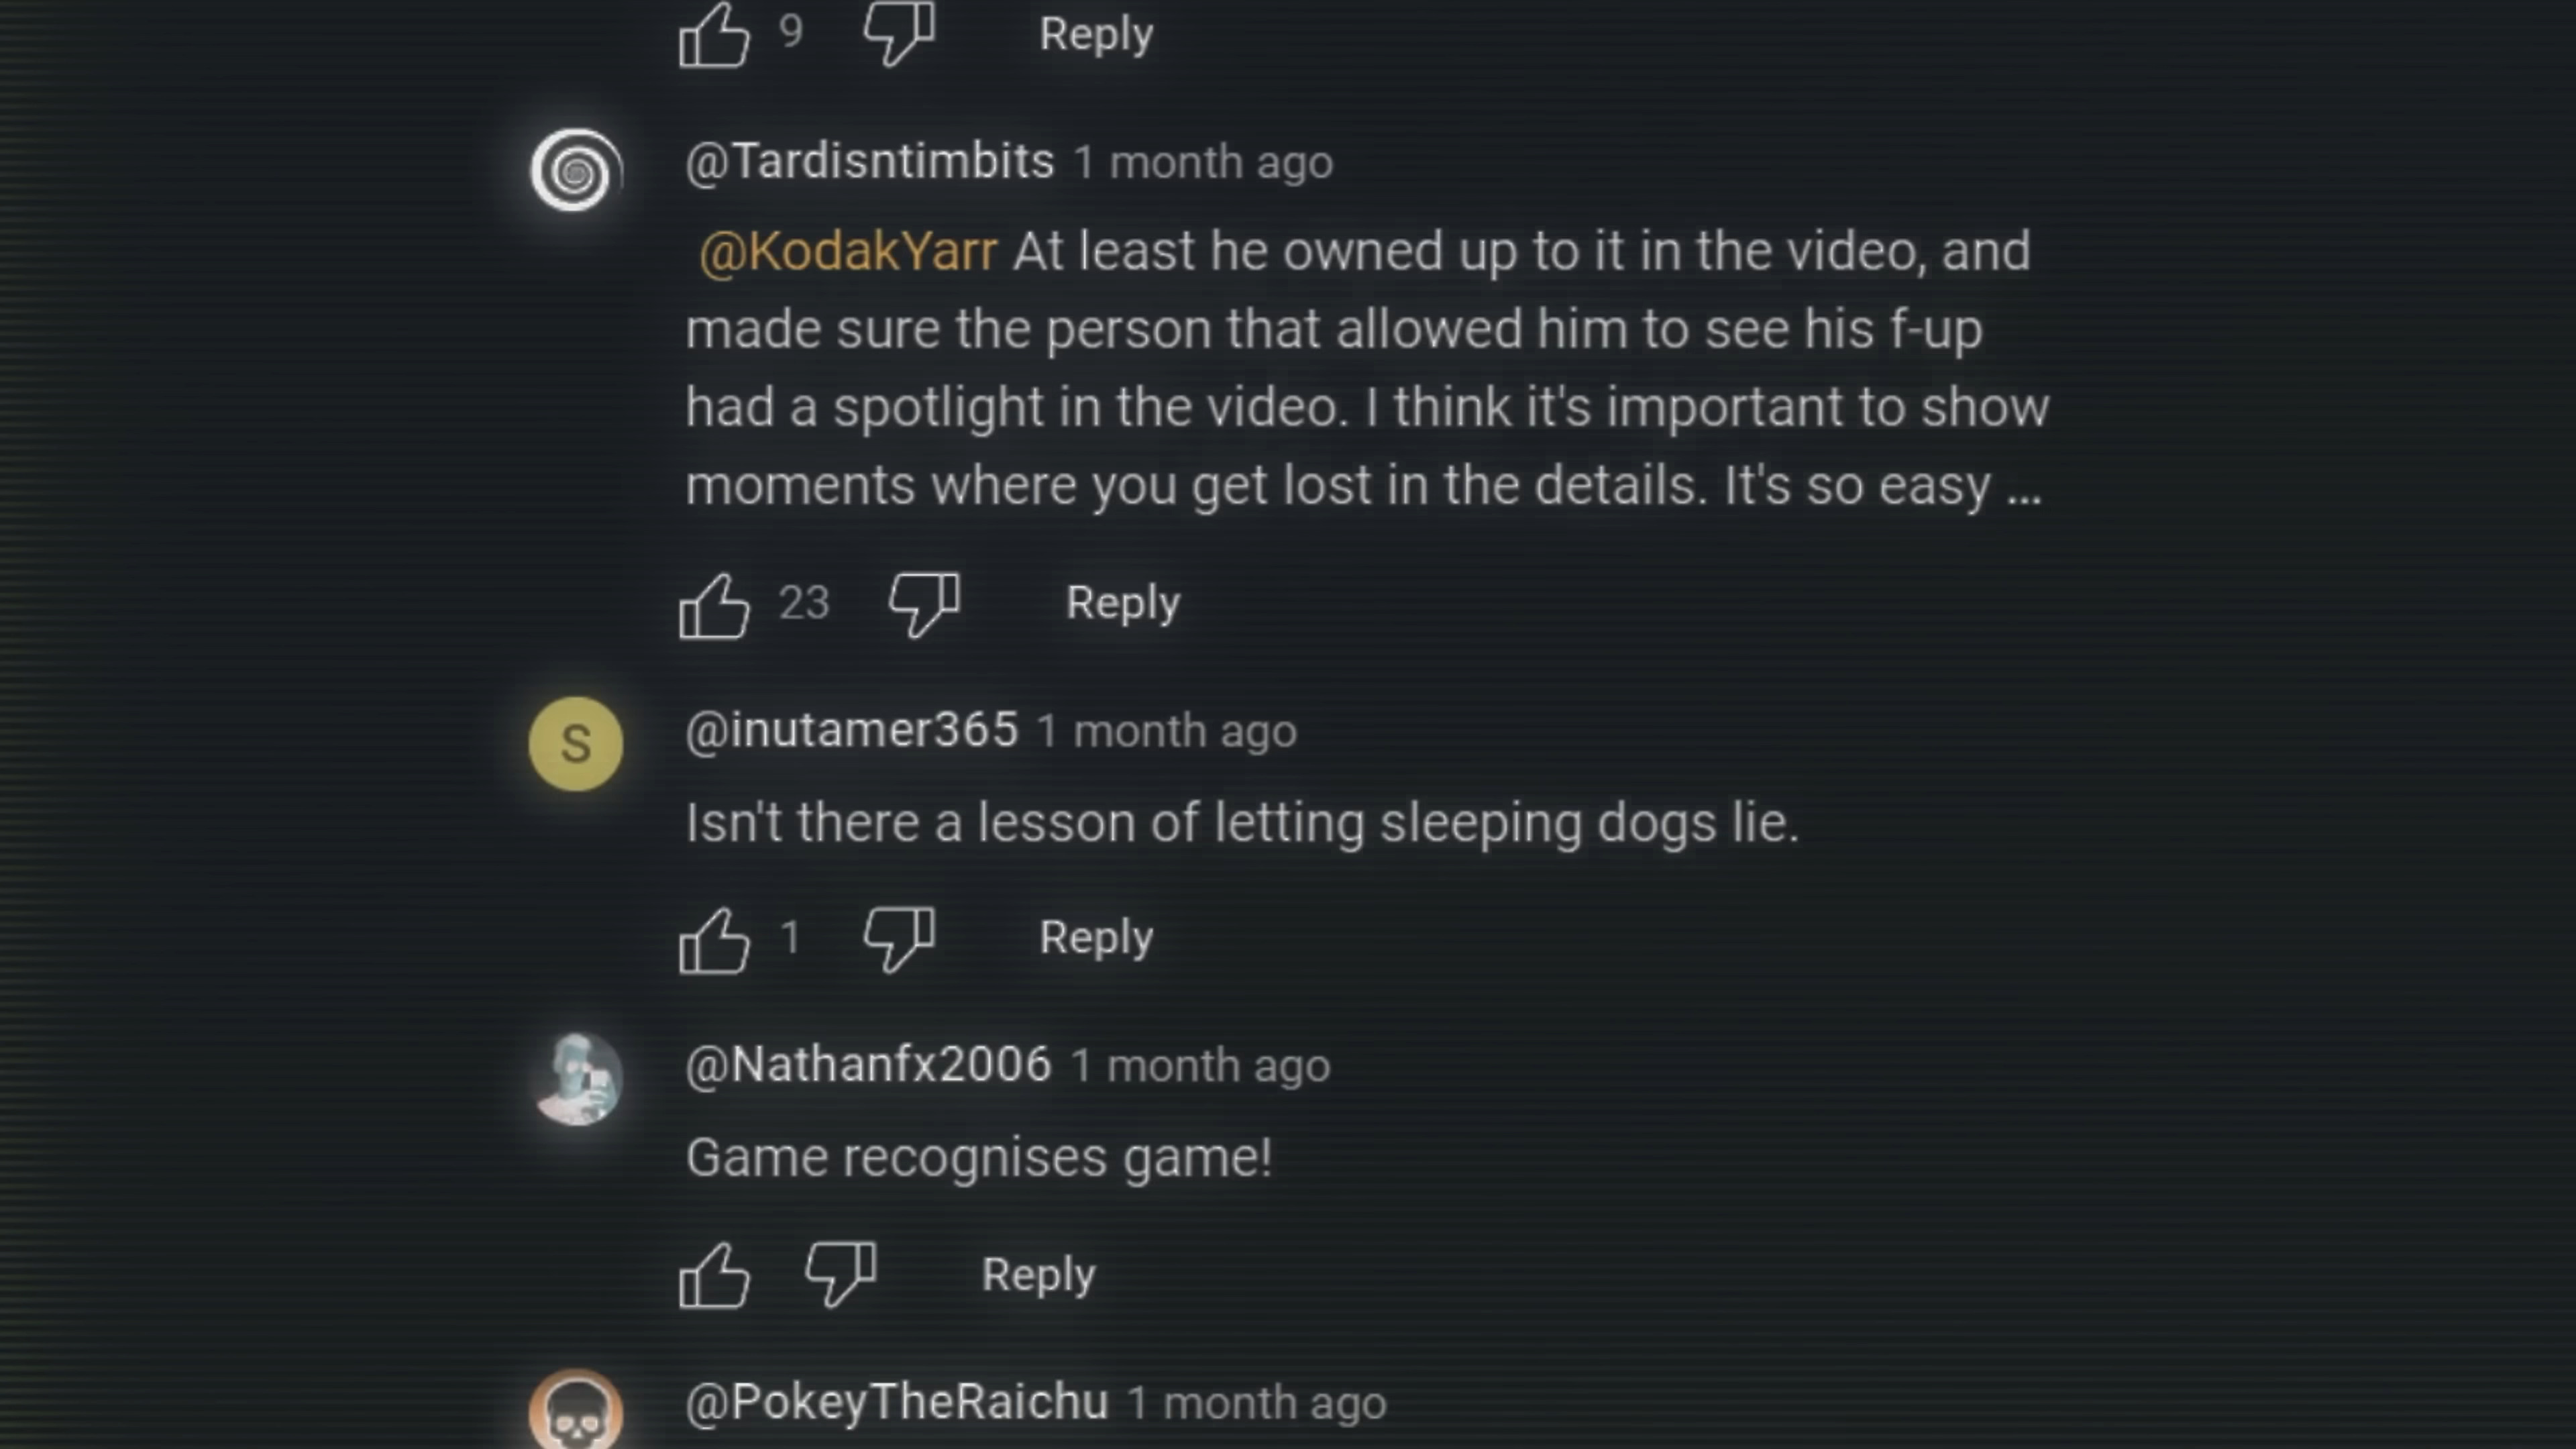 9 Reply
@Tardisntimbits 1 month ago
@KodakYarr At least he owned up to it in the video, and
made sure the person that allowed him to see his f-up
had a spotlight in the video. I think it's important to show
moments where you get lost in the details. It's so easy ...
23 Reply
S
@inutamer365 1 month ago
Isn't there a lesson of letting sleeping dogs lie.
1 Reply
@Nathanfx2006 1 month ago
Game recognises game!
Reply
@PokeyTheRaichu 1 month ago